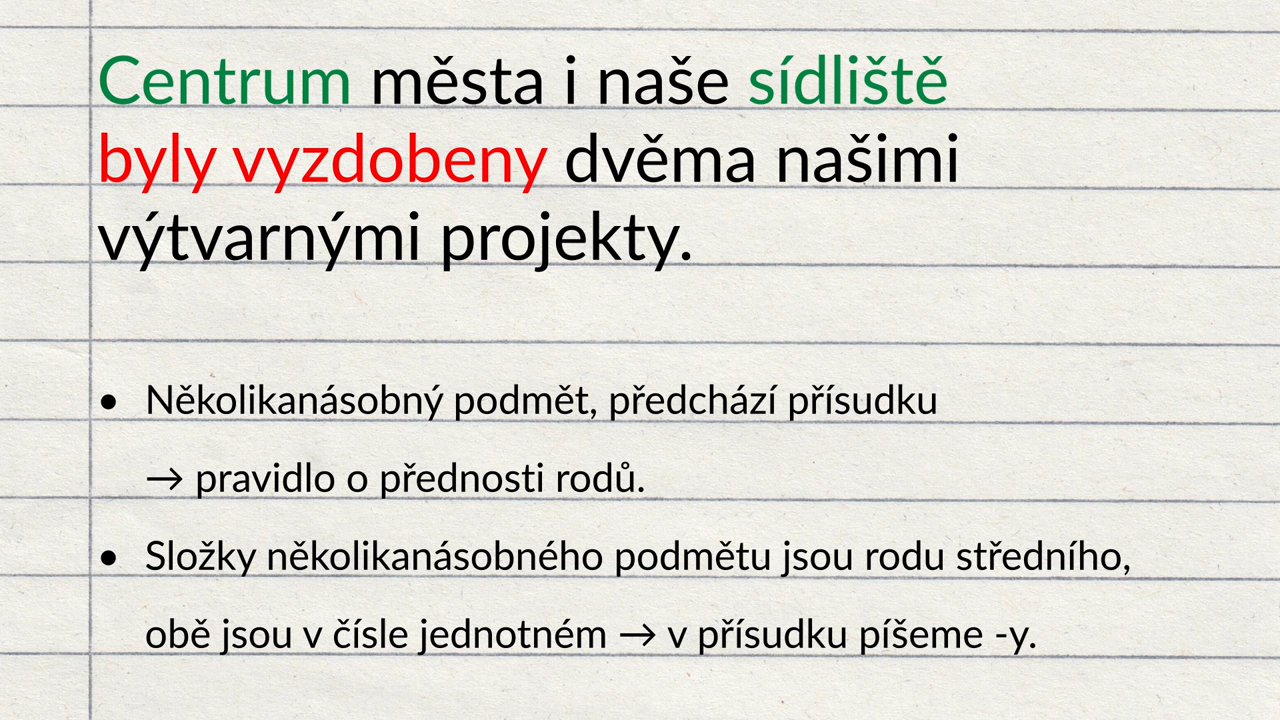 Centrum města i naše sídliště
byly vyzdobeny dvěma našimi
výtvarnými projekty.
• Několikanásobný podmět, předchází přísudku
→ pravidlo o přednosti rodů.
• Složky několikanásobného podmětu jsou rodu středního,
obě jsou v čísle jednotném → v přísudku píšeme -y.